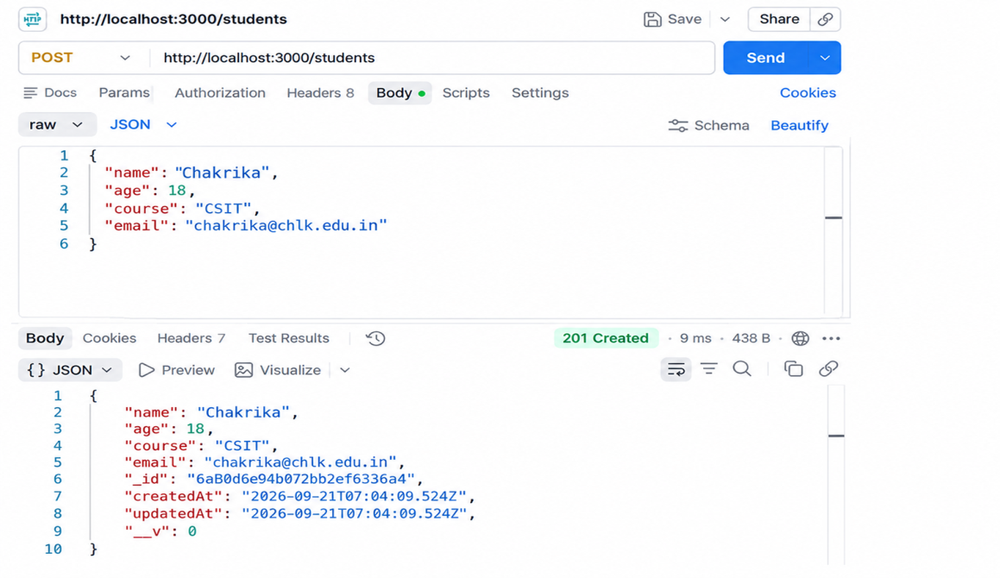 HTTP http://localhost:3000/students Save Share
POST http://localhost:3000/students Send
Docs Params Authorization Headers 8 Body Scripts Settings Cookies
raw JSON Schema Beautify
1 {
2 "name": "Chakrika",
3 "age": 18,
4 "course": "CSIT",
5 "email": "chakrika@chlk.edu.in"
6 }
Body Cookies Headers 7 Test Results 201 Created · 9 ms · 438 B ·
{ } JSON Preview Visualize
1 {
2 "name": "Chakrika",
3 "age": 18,
4 "course": "CSIT",
5 "email": "chakrika@chlk.edu.in",
6 "_id": "6aB0d6e94b072bb2ef6336a4",
7 "createdAt": "2026-09-21T07:04:09.524Z",
8 "updatedAt": "2026-09-21T07:04:09.524Z",
9 "__v": 0
10 }